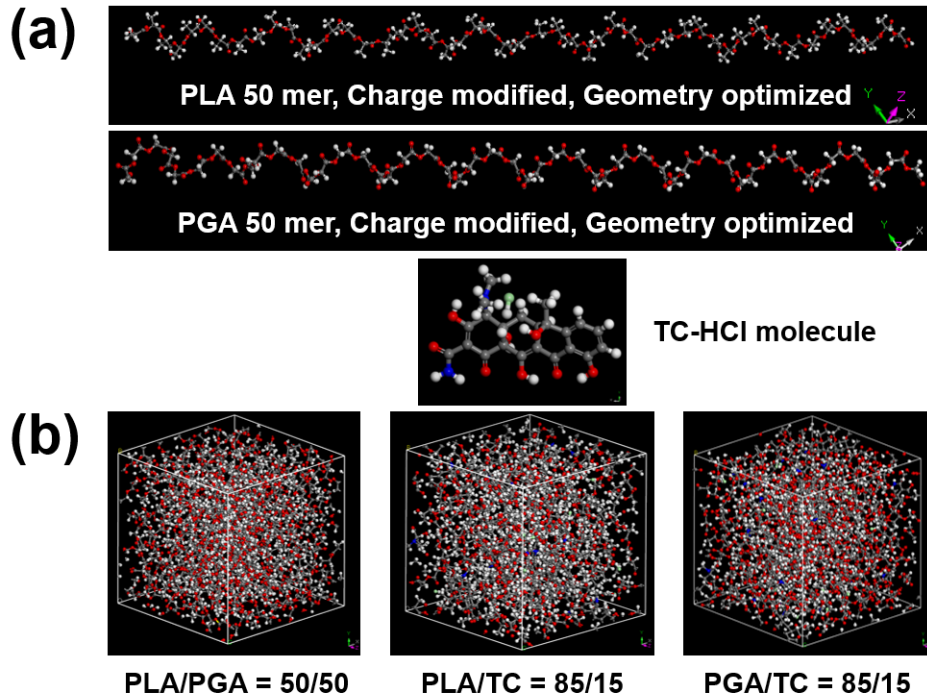 (a)
PLA 50 mer, Charge modified, Geometry optimized
Y
Z
X
PGA 50 mer, Charge modified, Geometry optimized
Y
X
Z
TC-HCl molecule
(b)
PLA/PGA = 50/50
PLA/TC = 85/15
PGA/TC = 85/15